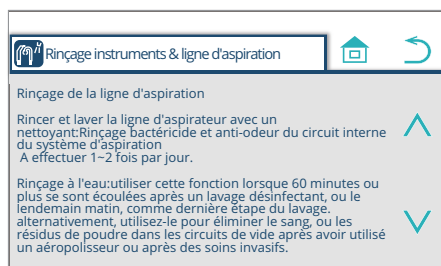 Rinçage instruments & ligne d'aspiration
Rinçage de la ligne d'aspiration
Rincer et laver la ligne d'aspirateur avec un
nettoyant:Rinçage bactéricide et anti-odeur du circuit interne
du système d'aspiration
A effectuer 1~2 fois par jour.
Rinçage à l'eau:utiliser cette fonction lorsque 60 minutes ou
plus se sont écoulées après un lavage désinfectant, ou le
lendemain matin, comme dernière étape du lavage.
alternativement, utilisez-le pour éliminer le sang, ou les
résidus de poudre dans les circuits de vide après avoir utilisé
un aéropolisseur ou après des soins invasifs.